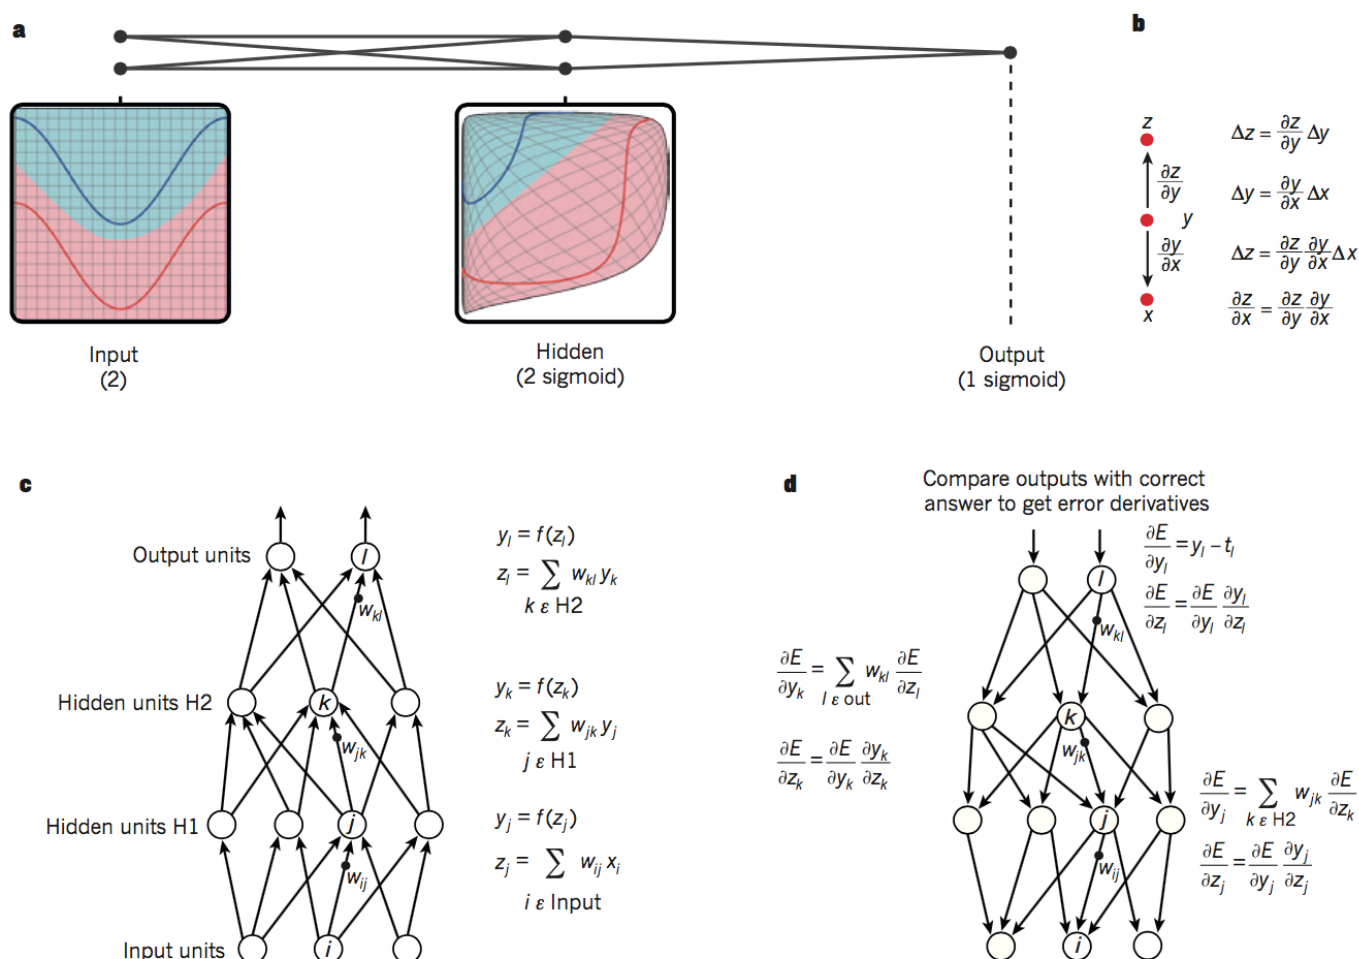 a
Input
(2)
Hidden
(2 sigmoid)
Output
(1 sigmoid)
b
z
∂z/∂y
y
∂y/∂x
x
Δz = ∂z/∂y Δy
Δy = ∂y/∂x Δx
Δz = ∂z/∂y ∂y/∂x Δx
∂z/∂x = ∂z/∂y ∂y/∂x
c
Output units
l
w_kl
Hidden units H2
k
w_jk
Hidden units H1
j
w_ij
Input units
i
y_l = f(z_l)
z_l = ∑ w_kl y_k
k ε H2
y_k = f(z_k)
z_k = ∑ w_jk y_j
j ε H1
y_j = f(z_j)
z_j = ∑ w_ij x_i
i ε Input
d
Compare outputs with correct
answer to get error derivatives
l
w_kl
k
w_jk
j
w_ij
i
∂E/∂y_l = y_l − t_l
∂E/∂z_l = ∂E/∂y_l ∂y_l/∂z_l
∂E/∂y_k = ∑ w_kl ∂E/∂z_l
l ε out
∂E/∂z_k = ∂E/∂y_k ∂y_k/∂z_k
∂E/∂y_j = ∑ w_jk ∂E/∂z_k
k ε H2
∂E/∂z_j = ∂E/∂y_j ∂y_j/∂z_j